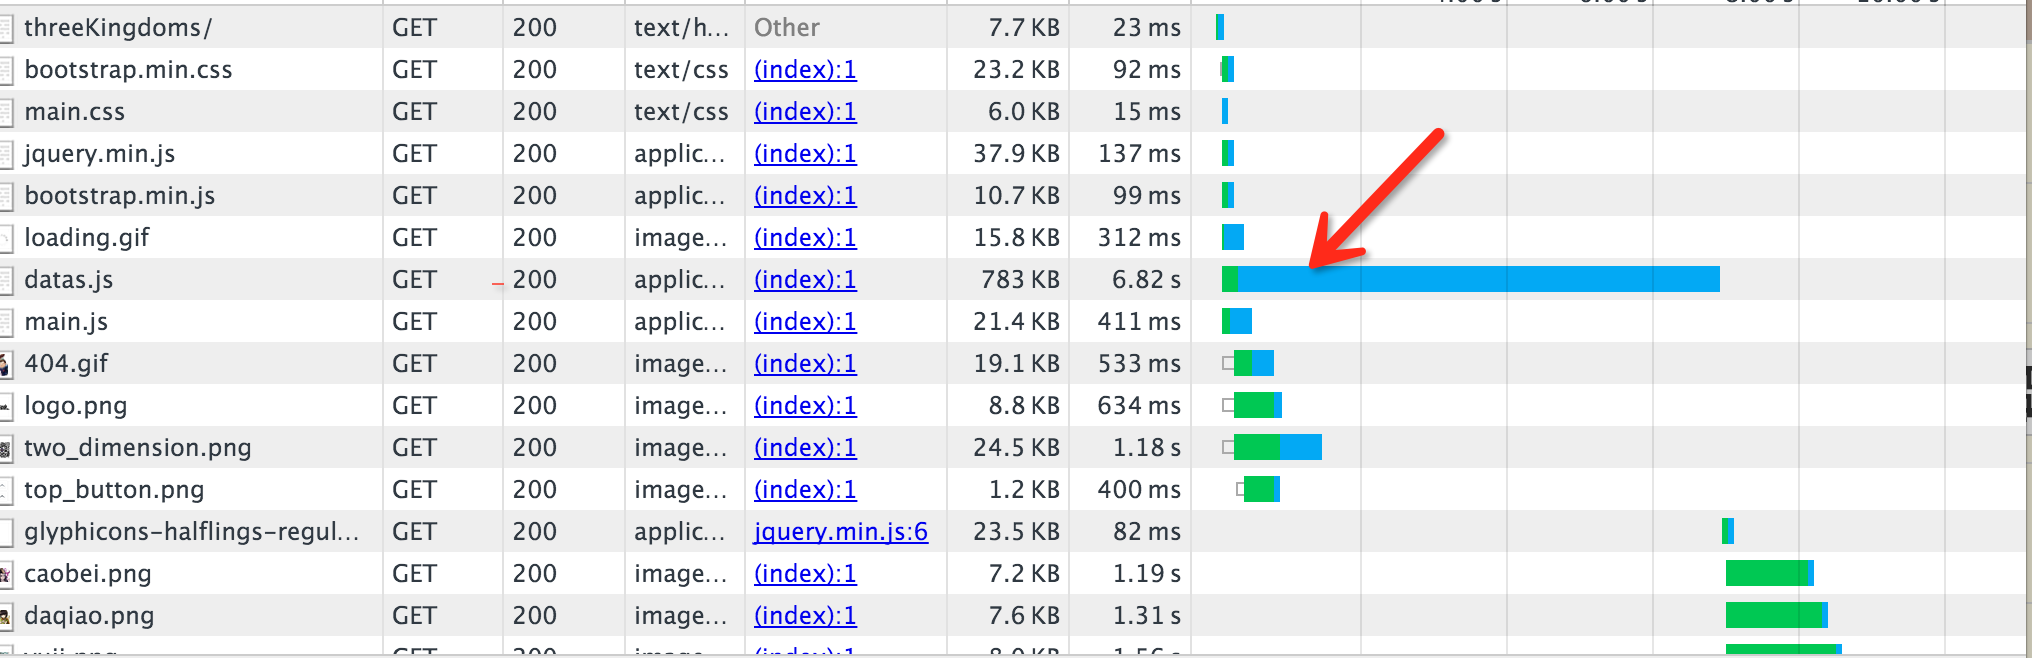 threeKingdoms/ GET 200 text/h... Other 7.7 KB 23 ms
bootstrap.min.css GET 200 text/css (index):1 23.2 KB 92 ms
main.css GET 200 text/css (index):1 6.0 KB 15 ms
jquery.min.js GET 200 applic... (index):1 37.9 KB 137 ms
bootstrap.min.js GET 200 applic... (index):1 10.7 KB 99 ms
loading.gif GET 200 image... (index):1 15.8 KB 312 ms
datas.js GET 200 applic... (index):1 783 KB 6.82 s
main.js GET 200 applic... (index):1 21.4 KB 411 ms
404.gif GET 200 image... (index):1 19.1 KB 533 ms
logo.png GET 200 image... (index):1 8.8 KB 634 ms
two_dimension.png GET 200 image... (index):1 24.5 KB 1.18 s
top_button.png GET 200 image... (index):1 1.2 KB 400 ms
glyphicons-halflings-regul... GET 200 applic... jquery.min.js:6 23.5 KB 82 ms
caobei.png GET 200 image... (index):1 7.2 KB 1.19 s
daqiao.png GET 200 image... (index):1 7.6 KB 1.31 s